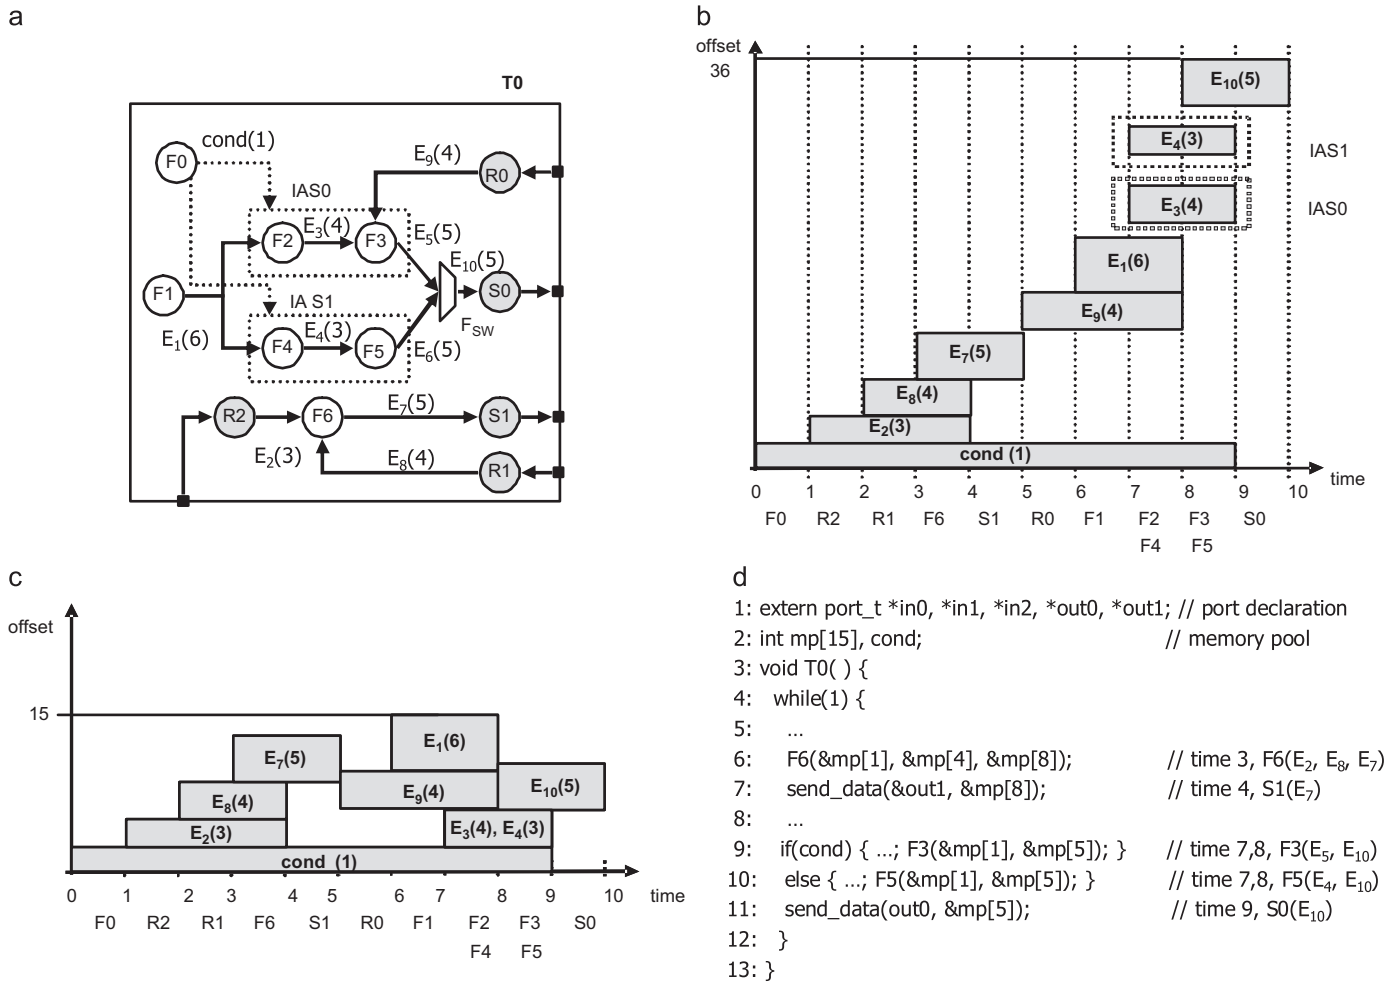 a
T0
cond(1)
F0
E9(4)
R0
IAS0
F2
E3(4)
F3
E5(5)
E10(5)
S0
F1
IA S1
FSW
E1(6)
F4
E4(3)
F5
E6(5)
R2
F6
E7(5)
S1
E2(3)
E8(4)
R1
b
offset
36
E10(5)
E4(3)
IAS1
E3(4)
IAS0
E1(6)
E9(4)
E7(5)
E8(4)
E2(3)
cond (1)
time
0 1 2 3 4 5 6 7 8 9 10
F0 R2 R1 F6 S1 R0 F1 F2 F3 S0
F4 F5
c
offset
15
E1(6)
E7(5)
E10(5)
E9(4)
E8(4)
E3(4), E4(3)
E2(3)
cond (1)
0 1 2 3 4 5 6 7 8 9 10 time
F0 R2 R1 F6 S1 R0 F1 F2 F3 S0
F4 F5
d
1: extern port_t *in0, *in1, *in2, *out0, *out1; // port declaration
2: int mp[15], cond; // memory pool
3: void T0( ) {
4: while(1) {
5: ...
6: F6(&mp[1], &mp[4], &mp[8]); // time 3, F6(E2, E8, E7)
7: send_data(&out1, &mp[8]); // time 4, S1(E7)
8: ...
9: if(cond) { ...; F3(&mp[1], &mp[5]); } // time 7,8, F3(E5, E10)
10: else { ...; F5(&mp[1], &mp[5]); } // time 7,8, F5(E4, E10)
11: send_data(out0, &mp[5]); // time 9, S0(E10)
12: }
13: }